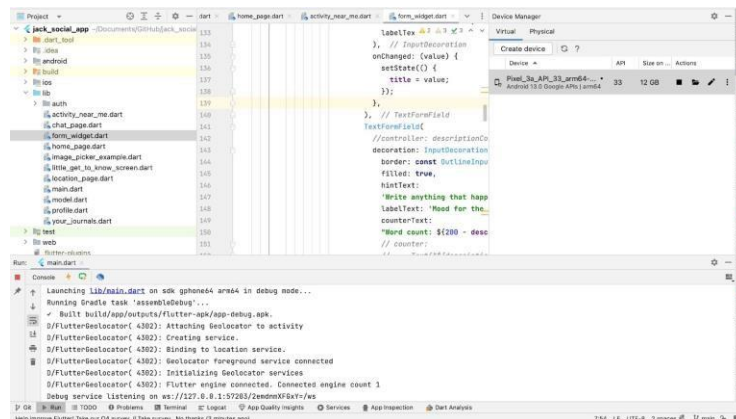 Project
dart
home_page.dart
activity_near_me.dart
form_widget.dart
Device Manager
jack_social_app ~/Documents/GitHub/jack_socia
.dart_tool
.idea
android
build
ios
lib
auth
activity_near_me.dart
chat_page.dart
form_widget.dart
home_page.dart
image_picker_example.dart
little_get_to_know_screen.dart
location_page.dart
main.dart
model.dart
profile.dart
your_journals.dart
test
web
.flutter-plugins
133 labelTex
134 ), // InputDecoration
135 onChanged: (value) {
136 setState(() {
137 title = value;
138 });
139 },
140 ), // TextFormField
141 TextFormField(
142 //controller: descriptionCo
143 decoration: InputDecoration
144 border: const OutlineInpu
145 filled: true,
146 hintText:
147 'Write anything that happ
148 labelText: 'Mood for the
149 counterText:
150 "Word count: ${200 - desc
151 // counter:
Virtual Physical
Create device ?
Device API Size on ... Actions
Pixel_3a_API_33_arm64-... 33 12 GB
Android 13.0 Google APIs | arm64
Run: main.dart
Console
Launching lib/main.dart on sdk gphone64 arm64 in debug mode...
Running Gradle task 'assembleDebug'...
✓ Built build/app/outputs/flutter-apk/app-debug.apk.
D/FlutterGeolocator( 4302): Attaching Geolocator to activity
D/FlutterGeolocator( 4302): Creating service.
D/FlutterGeolocator( 4302): Binding to location service.
D/FlutterGeolocator( 4302): Geolocator foreground service connected
D/FlutterGeolocator( 4302): Initializing Geolocator services
D/FlutterGeolocator( 4302): Flutter engine connected. Connected engine count 1
Debug service listening on ws://127.0.0.1:57283/2emdnmXFGxY=/ws
Git Run TODO Problems Terminal Logcat App Quality Insights Services App Inspection Dart Analysis